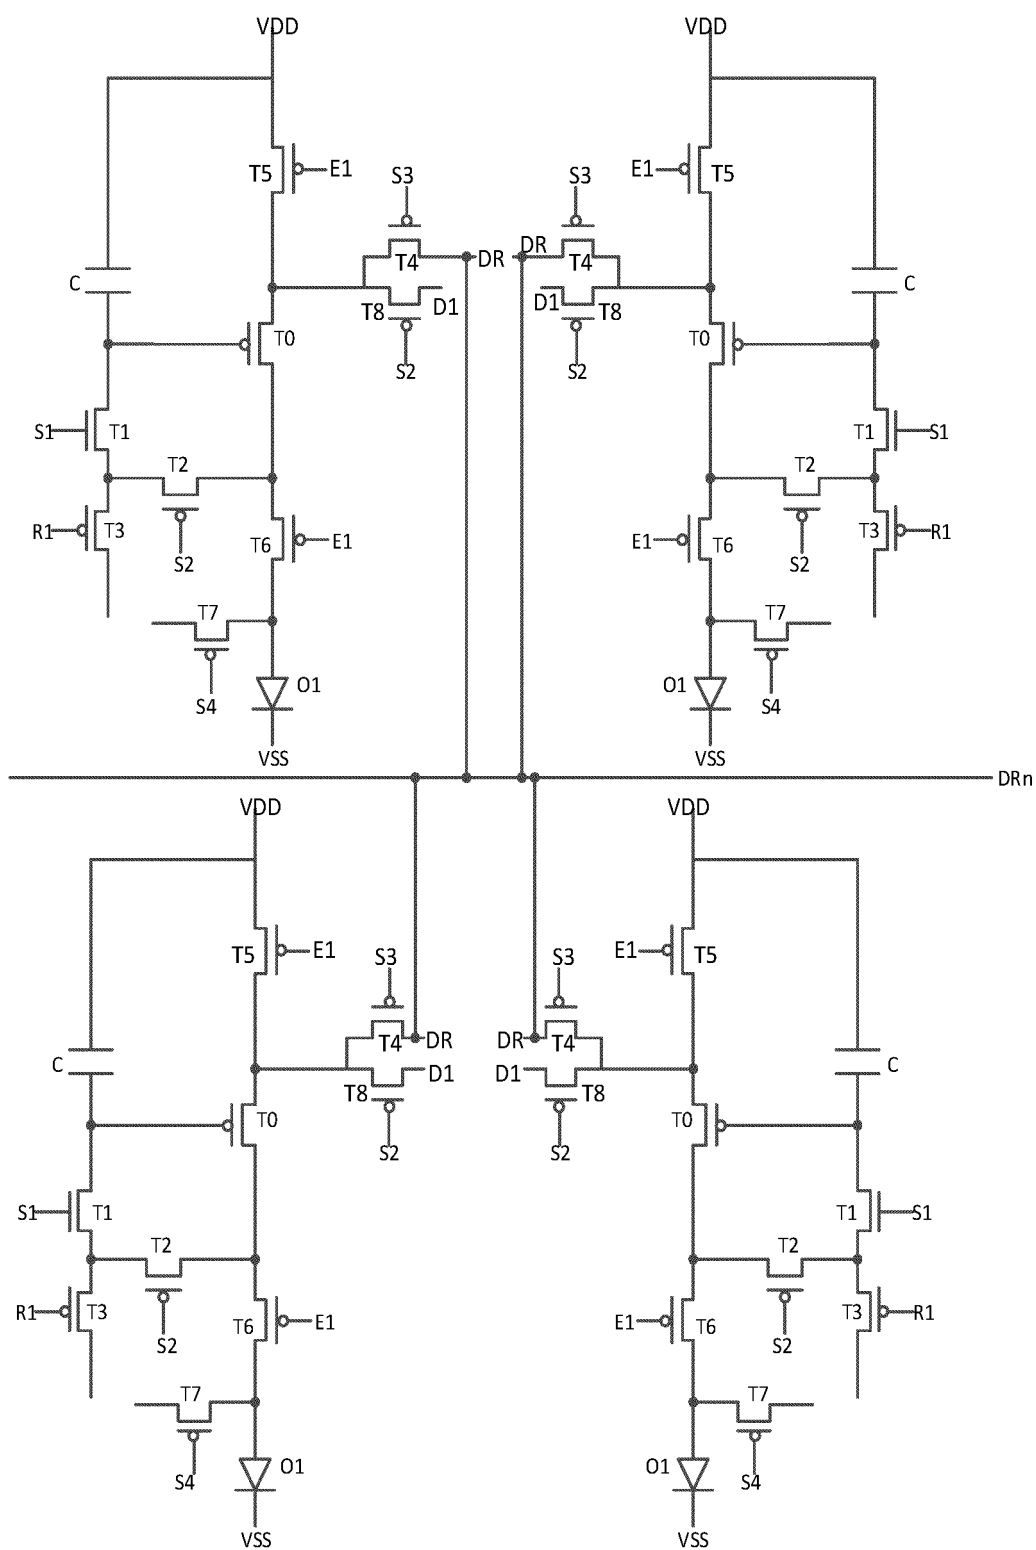 VDD VDD
T5 E1 E1 T5
S3 S3
DR DR
T4 T4
C D1 D1 C
T8 T8
T0 T0
S2 S2
S1 T1 T1 S1
T2 T2
R1 T3 E1 E1 T3 R1
T6 T6
S2 S2
T7 T7
O1 O1
S4 S4
VSS VSS
DRn
VDD VDD
T5 E1 E1 T5
S3 S3
T4 DR DR T4
C D1 D1 C
T8 T8
T0 T0
S2 S2
S1 T1 T1 S1
T2 T2
R1 T3 T3 R1
T6 E1 E1 T6
S2 S2
T7 T7
O1 O1
S4 S4
VSS VSS